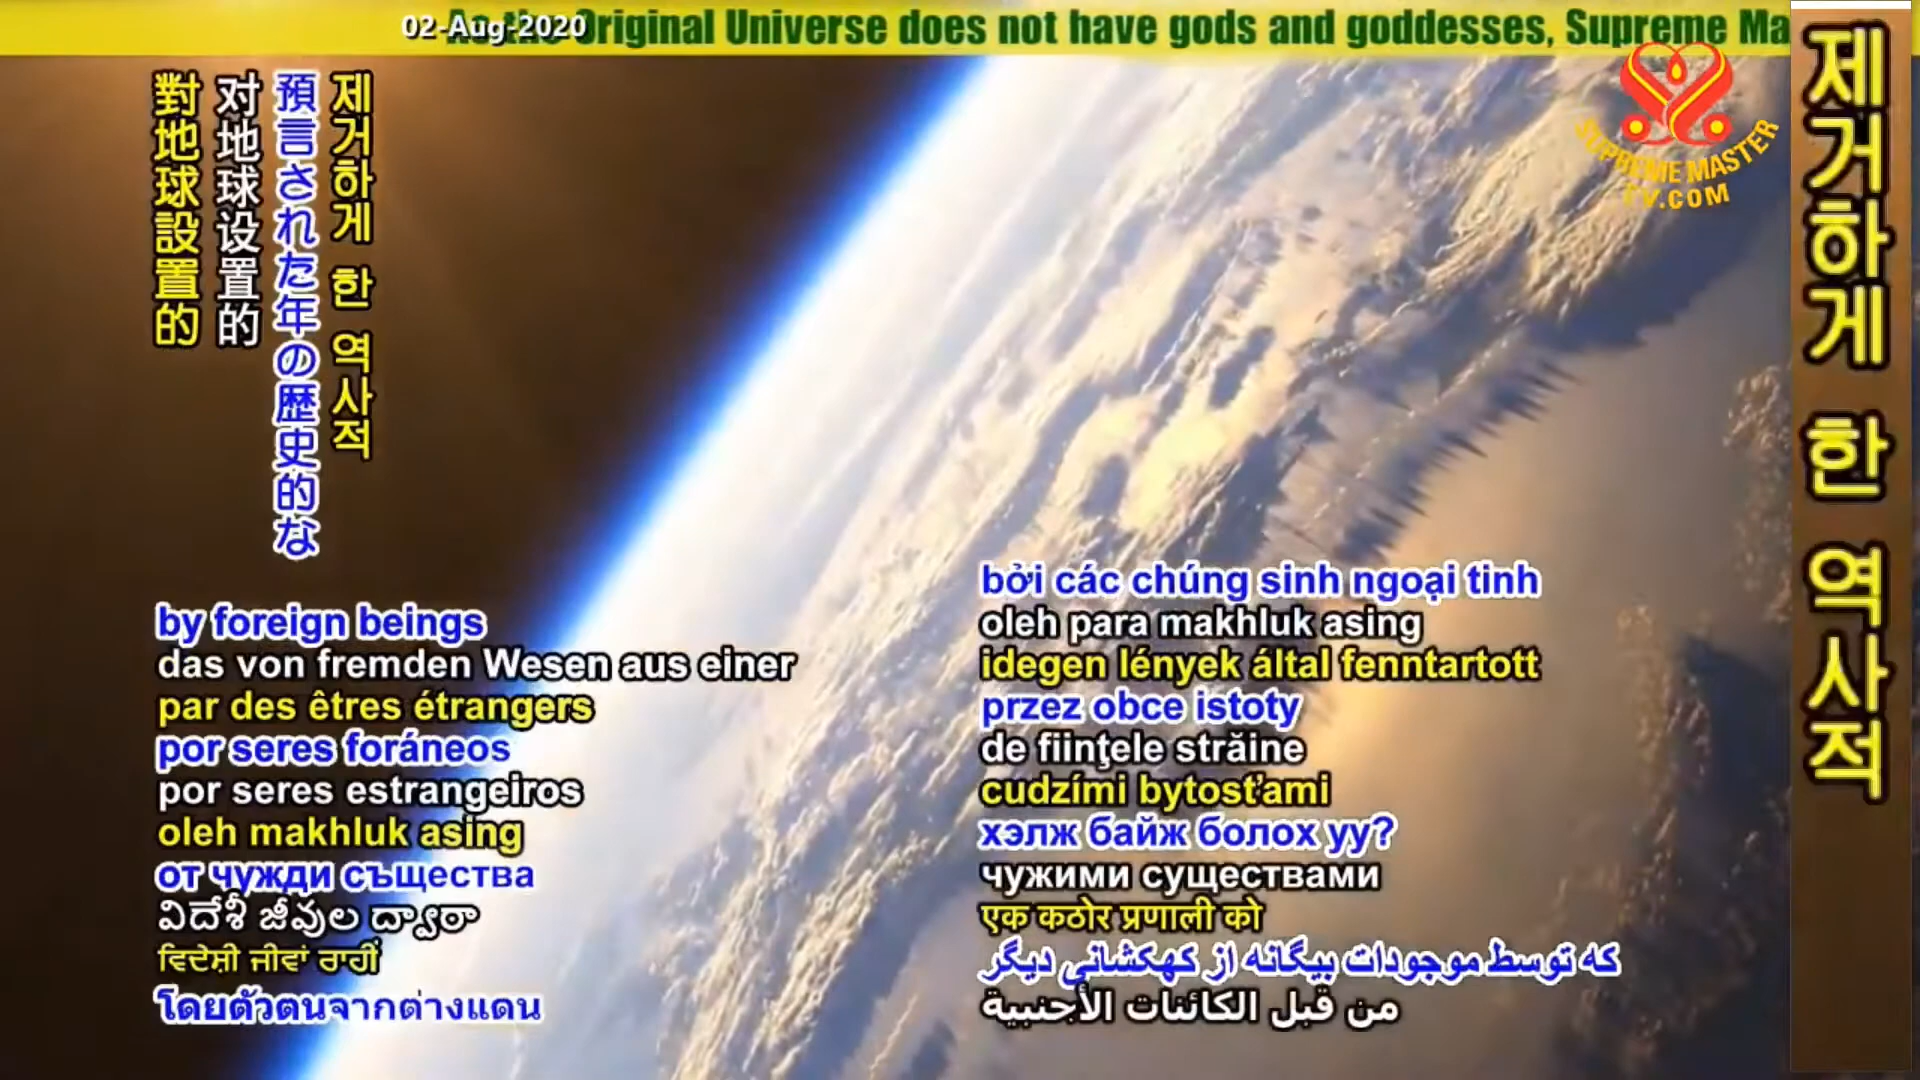 02-Aug-2020
As the Original Universe does not have gods and goddesses, Supreme Ma
SUPREME MASTER
TV.COM
제거하게 한 역사적
제거하게 한 역사적
預言された年の歴史的な
对地球设置的
對地球設置的
by foreign beings
das von fremden Wesen aus einer
par des êtres étrangers
por seres foráneos
por seres estrangeiros
oleh makhluk asing
от чужди същества
విదేశీ జీవుల ద్వారా
ਵਿਦੇਸ਼ੀ ਜੀਵਾਂ ਰਾਹੀਂ
โดยตัวตนจากต่างแดน
bởi các chúng sinh ngoại tinh
oleh para makhluk asing
idegen lények által fenntartott
przez obce istoty
de fiinţele străine
cudzími bytosťami
хэлж байж болох уу?
чужими существами
एक कठोर प्रणाली को
که توسط موجودات بیگانه از کهکشانی دیگر
من قبل الكائنات الأجنبية